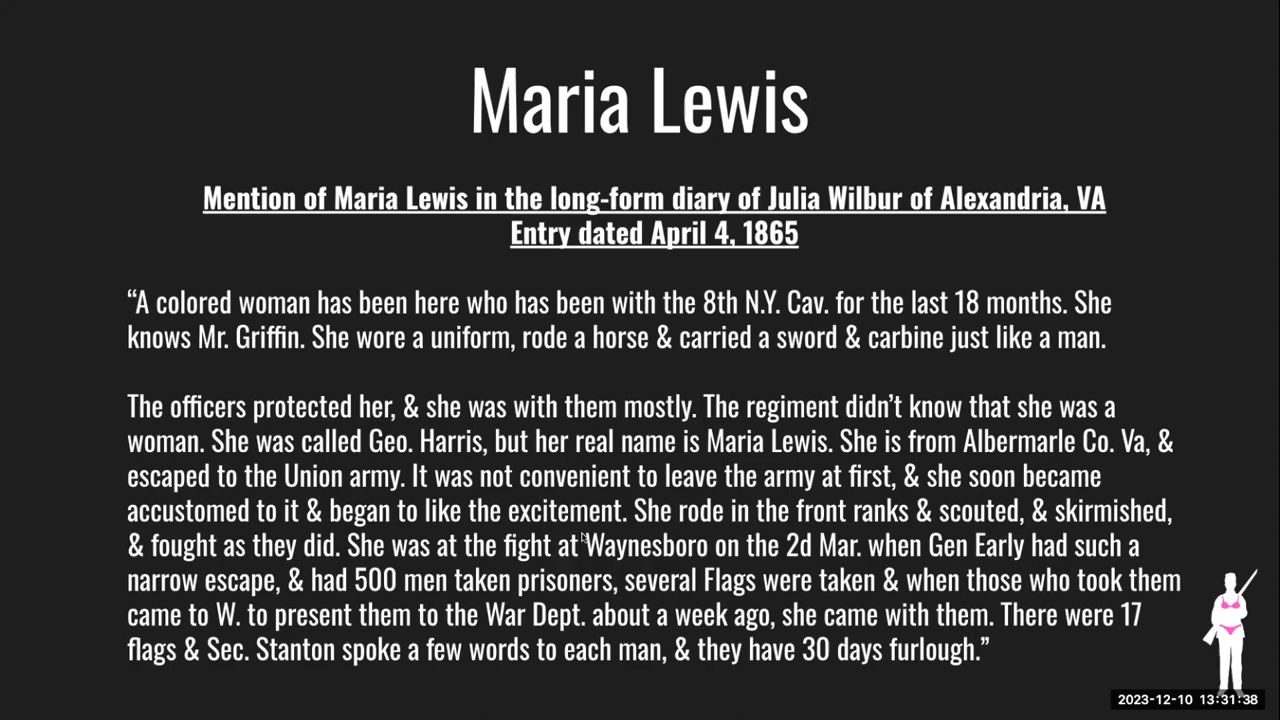 Maria Lewis
Mention of Maria Lewis in the long-form diary of Julia Wilbur of Alexandria, VA
Entry dated April 4, 1865
“A colored woman has been here who has been with the 8th N.Y. Cav. for the last 18 months. She
knows Mr. Griffin. She wore a uniform, rode a horse & carried a sword & carbine just like a man.
The officers protected her, & she was with them mostly. The regiment didn’t know that she was a
woman. She was called Geo. Harris, but her real name is Maria Lewis. She is from Albermarle Co. Va, &
escaped to the Union army. It was not convenient to leave the army at first, & she soon became
accustomed to it & began to like the excitement. She rode in the front ranks & scouted, & skirmished,
& fought as they did. She was at the fight at Waynesboro on the 2d Mar. when Gen Early had such a
narrow escape, & had 500 men taken prisoners, several Flags were taken & when those who took them
came to W. to present them to the War Dept. about a week ago, she came with them. There were 17
flags & Sec. Stanton spoke a few words to each man, & they have 30 days furlough.”
2023-12-10 13:31:38